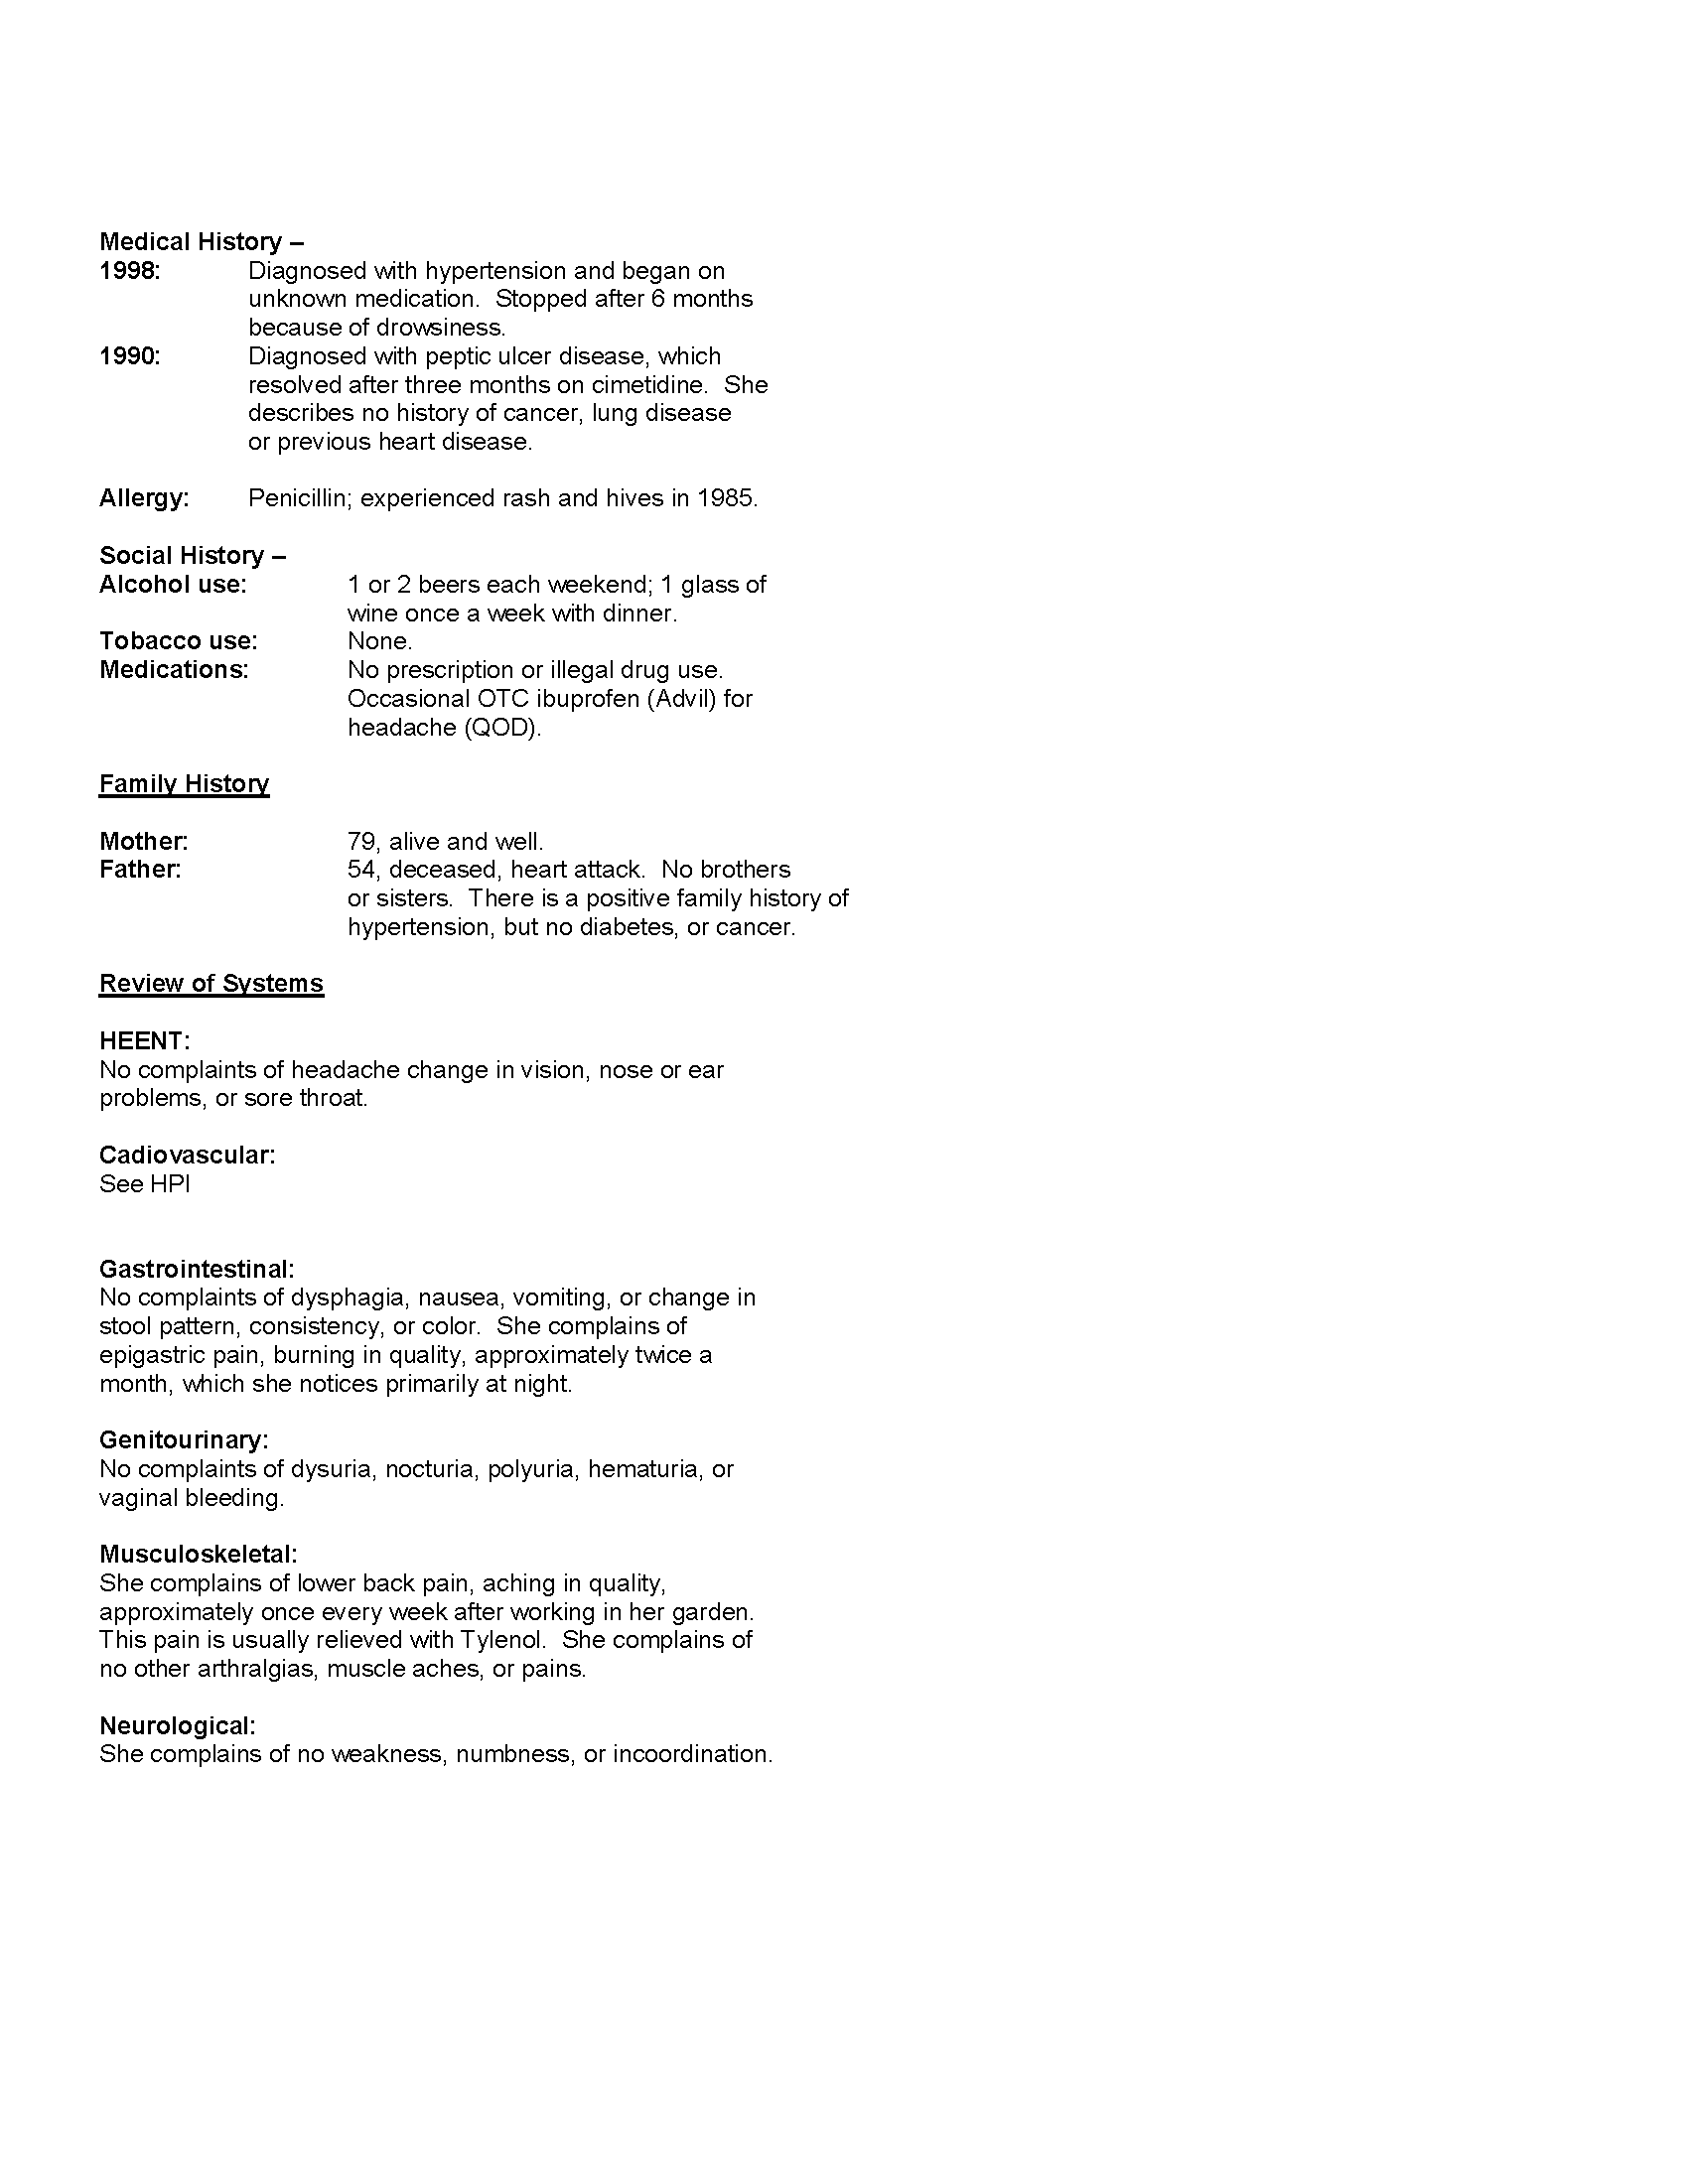 Medical History –
1998: Diagnosed with hypertension and began on
unknown medication. Stopped after 6 months
because of drowsiness.
1990: Diagnosed with peptic ulcer disease, which
resolved after three months on cimetidine. She
describes no history of cancer, lung disease
or previous heart disease.
Allergy: Penicillin; experienced rash and hives in 1985.
Social History –
Alcohol use: 1 or 2 beers each weekend; 1 glass of
wine once a week with dinner.
Tobacco use: None.
Medications: No prescription or illegal drug use.
Occasional OTC ibuprofen (Advil) for
headache (QOD).
Family History
Mother: 79, alive and well.
Father: 54, deceased, heart attack. No brothers
or sisters. There is a positive family history of
hypertension, but no diabetes, or cancer.
Review of Systems
HEENT:
No complaints of headache change in vision, nose or ear
problems, or sore throat.
Cadiovascular:
See HPI
Gastrointestinal:
No complaints of dysphagia, nausea, vomiting, or change in
stool pattern, consistency, or color. She complains of
epigastric pain, burning in quality, approximately twice a
month, which she notices primarily at night.
Genitourinary:
No complaints of dysuria, nocturia, polyuria, hematuria, or
vaginal bleeding.
Musculoskeletal:
She complains of lower back pain, aching in quality,
approximately once every week after working in her garden.
This pain is usually relieved with Tylenol. She complains of
no other arthralgias, muscle aches, or pains.
Neurological:
She complains of no weakness, numbness, or incoordination.